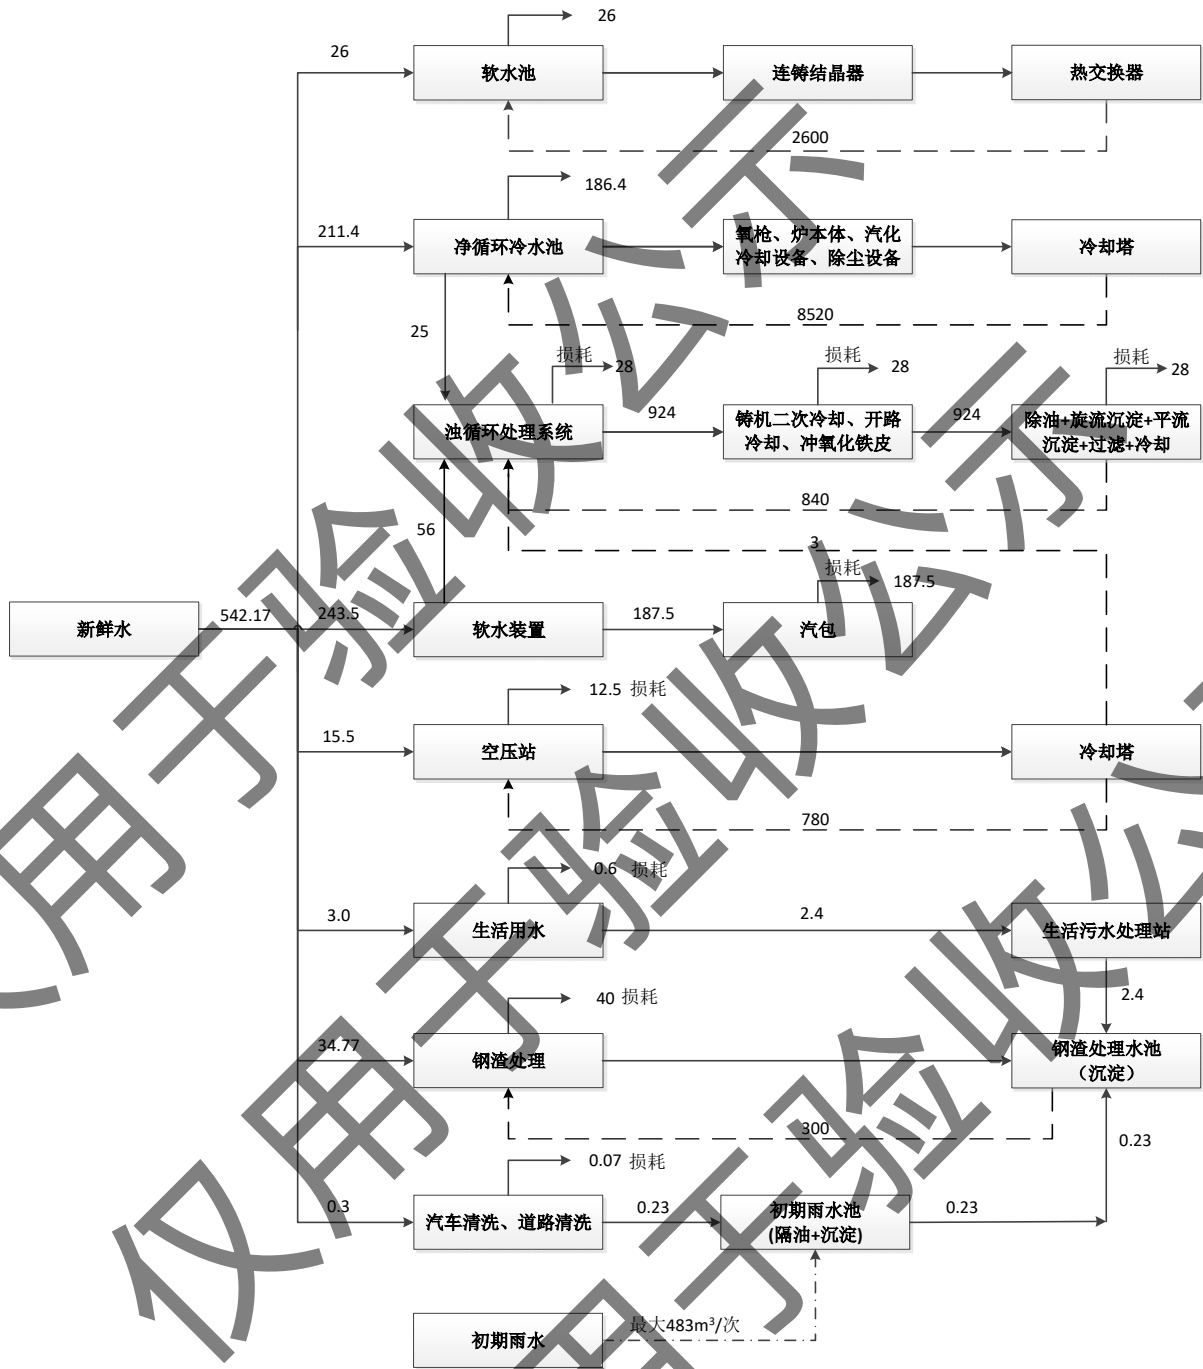 26
26
软水池
连铸结晶器
热交换器
2600
186.4
211.4
净循环冷水池
氧枪、炉本体、汽化
冷却设备、除尘设备
冷却塔
8520
25
损耗
28
损耗
28
损耗
28
浊循环处理系统
924
铸机二次冷却、开路
冷却、冲氧化铁皮
924
除油+旋流沉淀+平流
沉淀+过滤+冷却
840
56
3
损耗
187.5
新鲜水
542.17
243.5
软水装置
187.5
汽包
12.5 损耗
15.5
空压站
冷却塔
780
0.6 损耗
3.0
生活用水
2.4
生活污水处理站
2.4
40 损耗
34.77
钢渣处理
钢渣处理水池
（沉淀）
300
0.23
0.07 损耗
0.3
汽车清洗、道路清洗
0.23
初期雨水池
(隔油+沉淀)
0.23
初期雨水
最大483m³/次
仅用于验收公示
仅用于验收公示
用于验收公